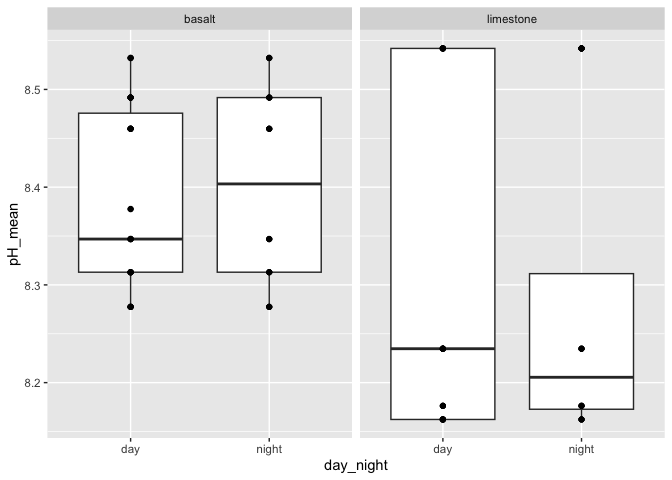 basalt
limestone
pH_mean
8.5
8.4
8.3
8.2
day
night
day
night
day_night